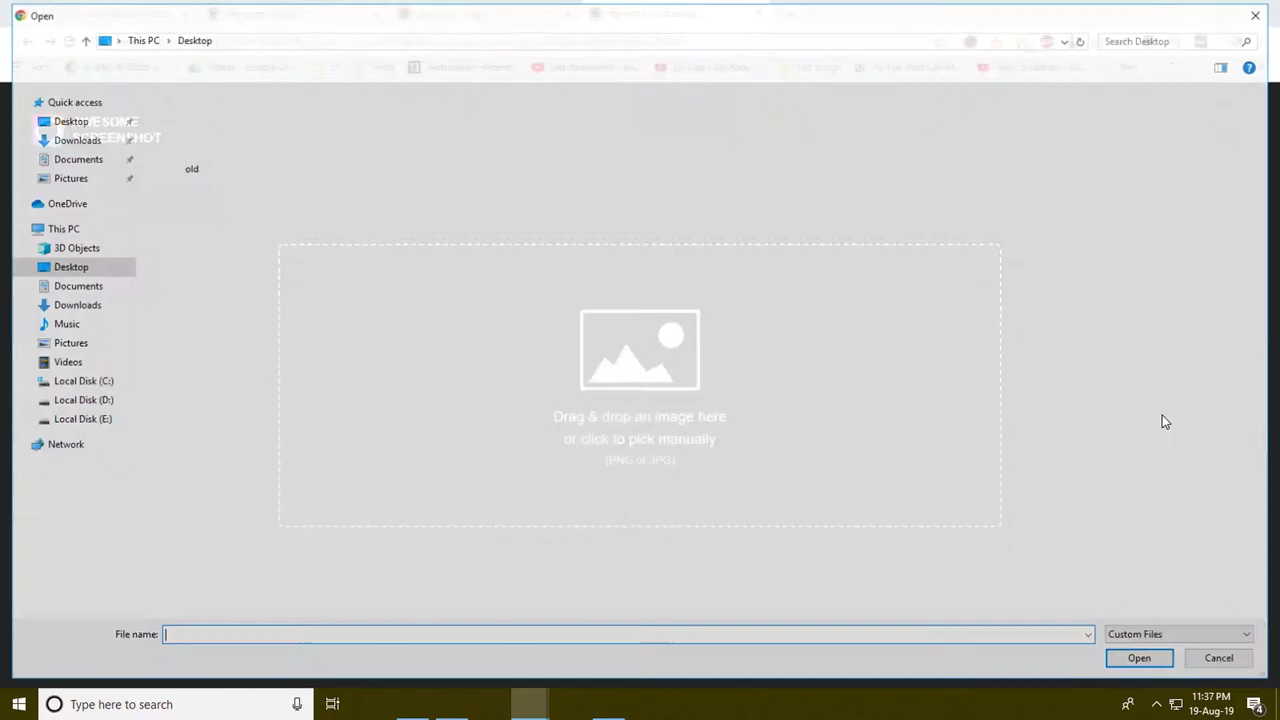 Open
This PC > Desktop
Search Desktop
Quick access
Desktop
AWESOME
SCREENSHOT
Downloads
Documents
old
Pictures
OneDrive
This PC
3D Objects
Desktop
Documents
Downloads
Music
Pictures
Videos
Local Disk (C:)
Local Disk (D:)
Local Disk (E:)
Network
Drag & drop an image here
or click to pick manually
(PNG or JPG)
File name:
Custom Files
Open
Cancel
Type here to search
11:37 PM
19-Aug-19
4